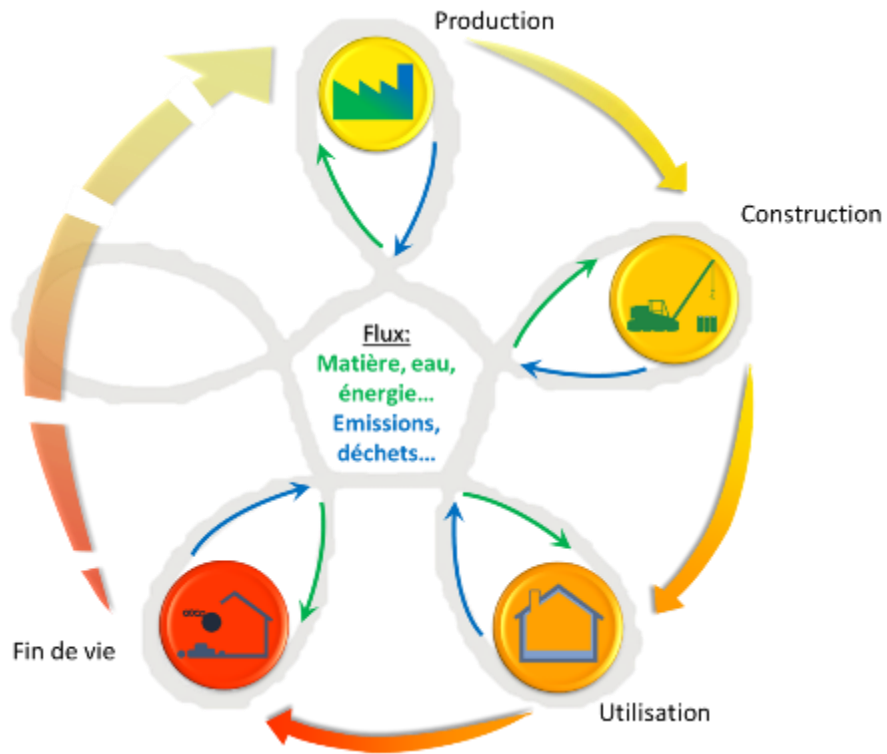 Production
Construction
Flux:
Matière, eau,
énergie...
Emissions,
déchets...
Fin de vie
Utilisation